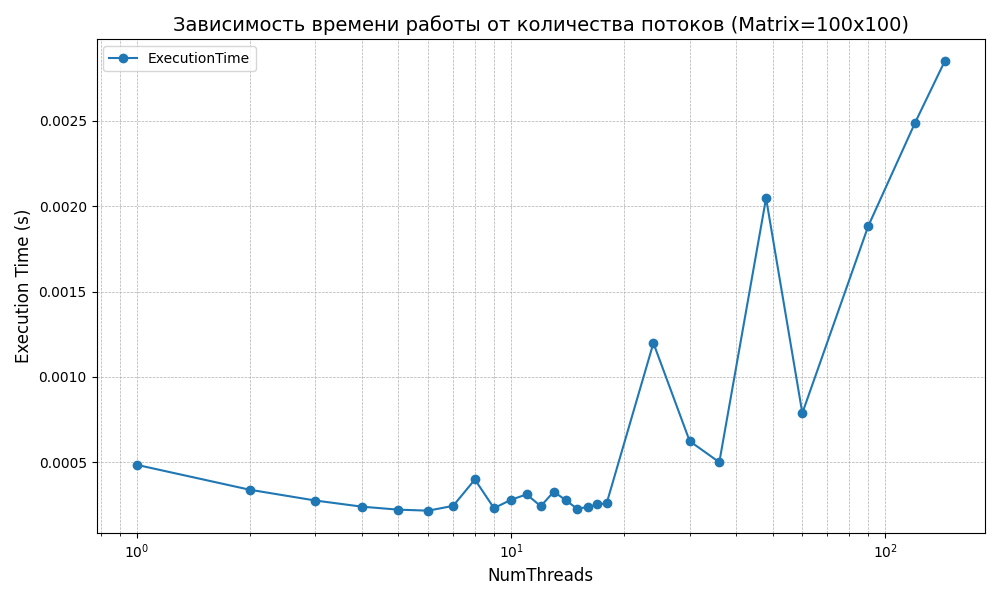 Зависимость времени работы от количества потоков (Matrix=100x100)
ExecutionTime
Execution Time (s)
0.0025
0.0020
0.0015
0.0010
0.0005
10⁰
10¹
10²
NumThreads